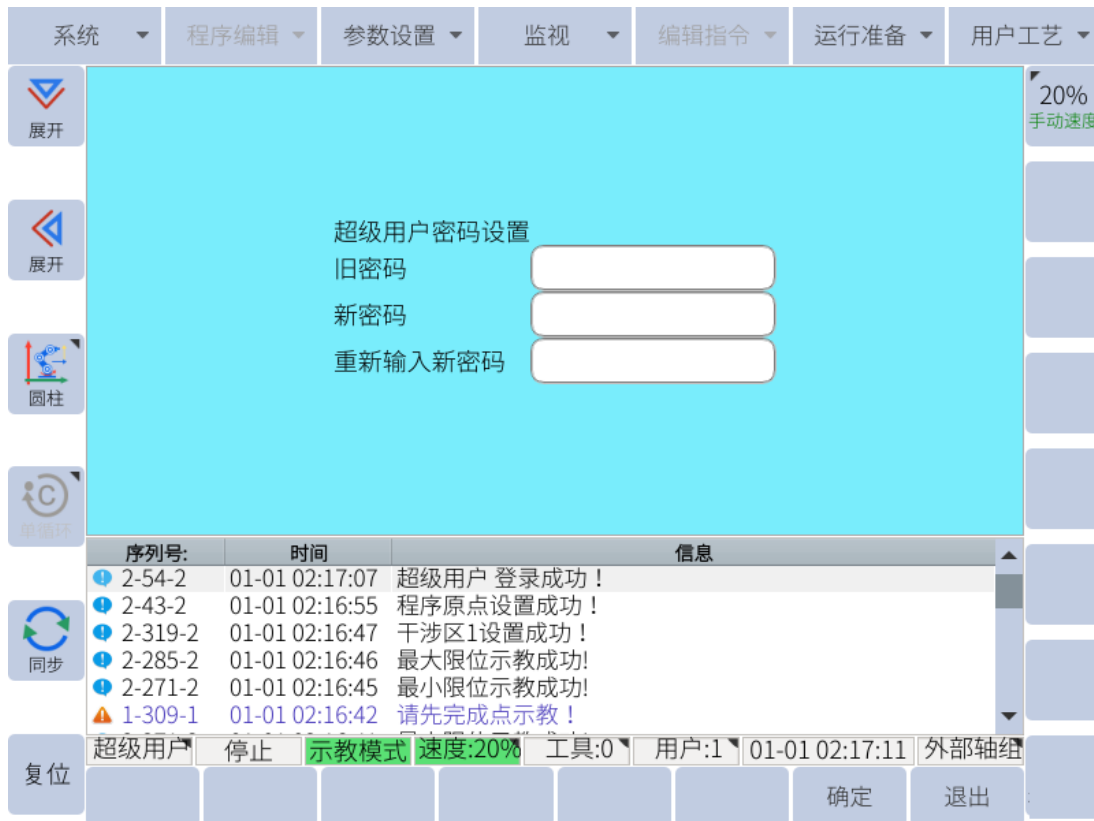 系统 程序编辑 参数设置 监视 编辑指令 运行准备 用户工艺
展开
展开
圆柱
单循环
同步
复位
20%
手动速度
超级用户密码设置
旧密码
新密码
重新输入新密码
序列号: 时间 信息
2-54-2 01-01 02:17:07 超级用户 登录成功！
2-43-2 01-01 02:16:55 程序原点设置成功！
2-319-2 01-01 02:16:47 干涉区1设置成功！
2-285-2 01-01 02:16:46 最大限位示教成功!
2-271-2 01-01 02:16:45 最小限位示教成功!
1-309-1 01-01 02:16:42 请先完成点示教！
超级用户 停止 示教模式 速度:20% 工具:0 用户:1 01-01 02:17:11 外部轴组
确定 退出